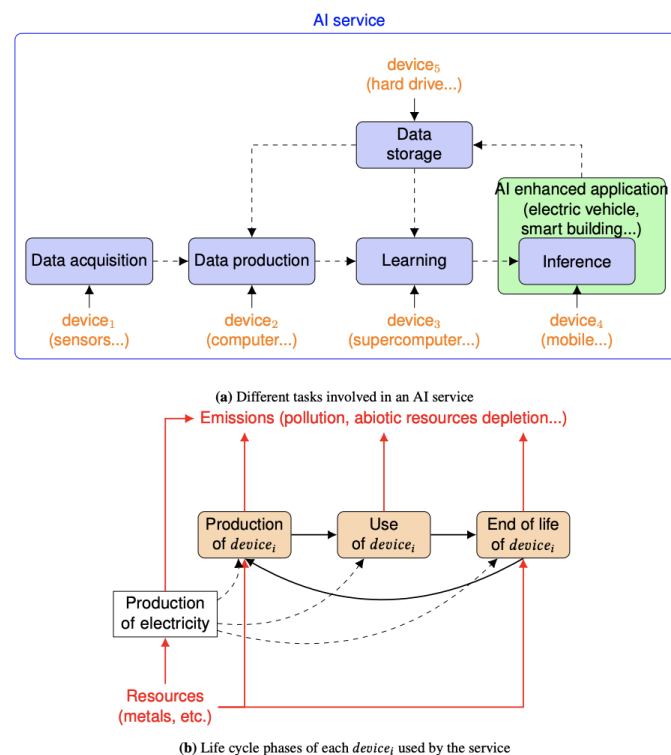 AI service
device₅
(hard drive...)
Data
storage
AI enhanced application
(electric vehicle,
smart building...)
Data acquisition
Data production
Learning
Inference
device₁
(sensors...)
device₂
(computer...)
device₃
(supercomputer...)
device₄
(mobile...)
(a) Different tasks involved in an AI service
Emissions (pollution, abiotic resources depletion...)
Production
of deviceᵢ
Use
of deviceᵢ
End of life
of deviceᵢ
Production
of electricity
Resources
(metals, etc.)
(b) Life cycle phases of each deviceᵢ used by the service